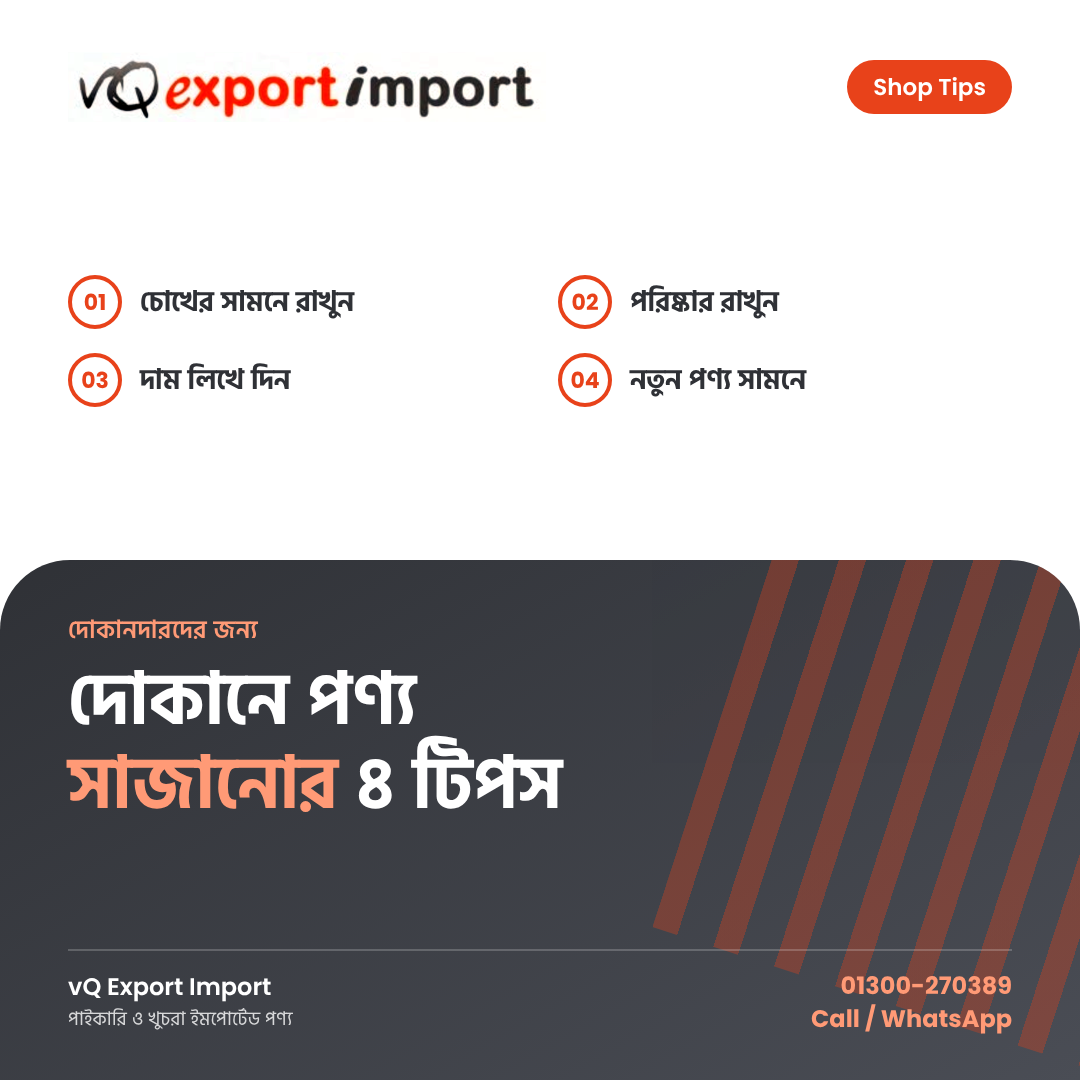 vQ export import
Shop Tips
01 চোখের সামনে রাখুন
02 পরিষ্কার রাখুন
03 দাম লিখে দিন
04 নতুন পণ্য সামনে
দোকানদারদের জন্য
দোকানে পণ্য
সাজানোর ৪ টিপস
vQ Export Import
পাইকারি ও খুচরা ইমপোর্টেড পণ্য
01300-270389
Call / WhatsApp